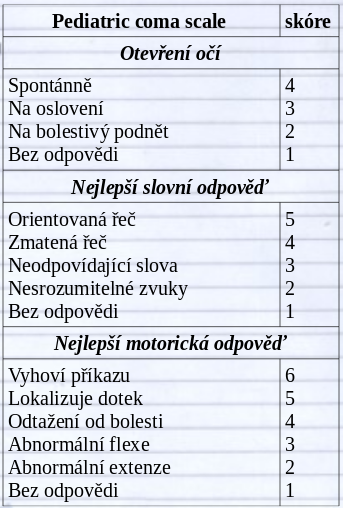 Pediatric coma scale skóre
Otevření očí
Spontánně 4
Na oslovení 3
Na bolestivý podnět 2
Bez odpovědi 1
Nejlepší slovní odpověď
Orientovaná řeč 5
Zmatená řeč 4
Neodpovídající slova 3
Nesrozumitelné zvuky 2
Bez odpovědi 1
Nejlepší motorická odpověď
Vyhoví příkazu 6
Lokalizuje dotek 5
Odtažení od bolesti 4
Abnormální flexe 3
Abnormální extenze 2
Bez odpovědi 1